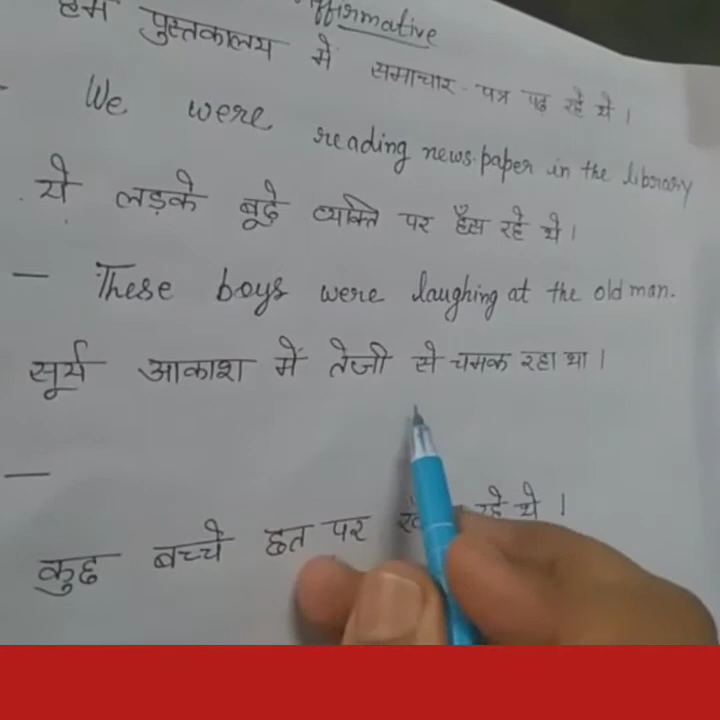 Affirmative
हम पुस्तकालय में समाचार-पत्र पढ़ रहे थे।
- We were reading news.paper in the library
ये लड़के बूढ़े व्यक्ति पर हँस रहे थे।
- These boys were laughing at the old man.
सूर्य आकाश में तेजी से चमक रहा था।
-
कुछ बच्चे छत पर रहे थे।